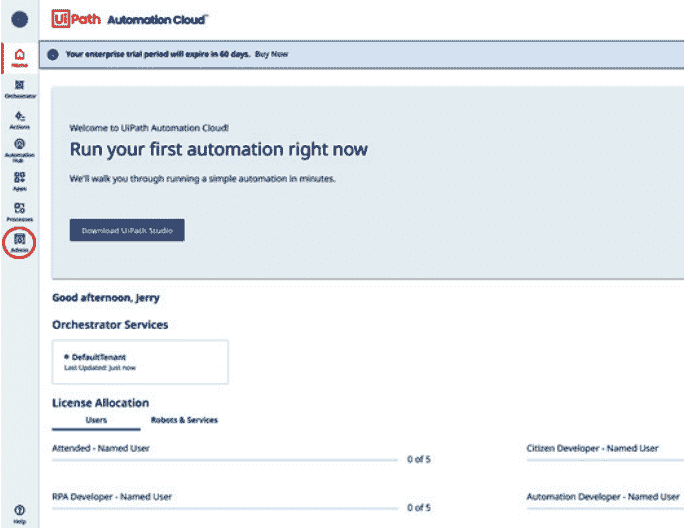 UiPath Automation Cloud™
Your enterprise trial period will expire in 60 days. Buy Now
Home
Orchestrator
Actions
Automation
Hub
Apps
Processes
Admin
Help
Welcome to UiPath Automation Cloud!
Run your first automation right now
We'll walk you through running a simple automation in minutes.
Download UiPath Studio
Good afternoon, Jerry
Orchestrator Services
DefaultTenant
Last Updated: Just now
License Allocation
Users Robots & Services
Attended - Named User 0 of 5 Citizen Developer - Named User
RPA Developer - Named User 0 of 5 Automation Developer - Named User